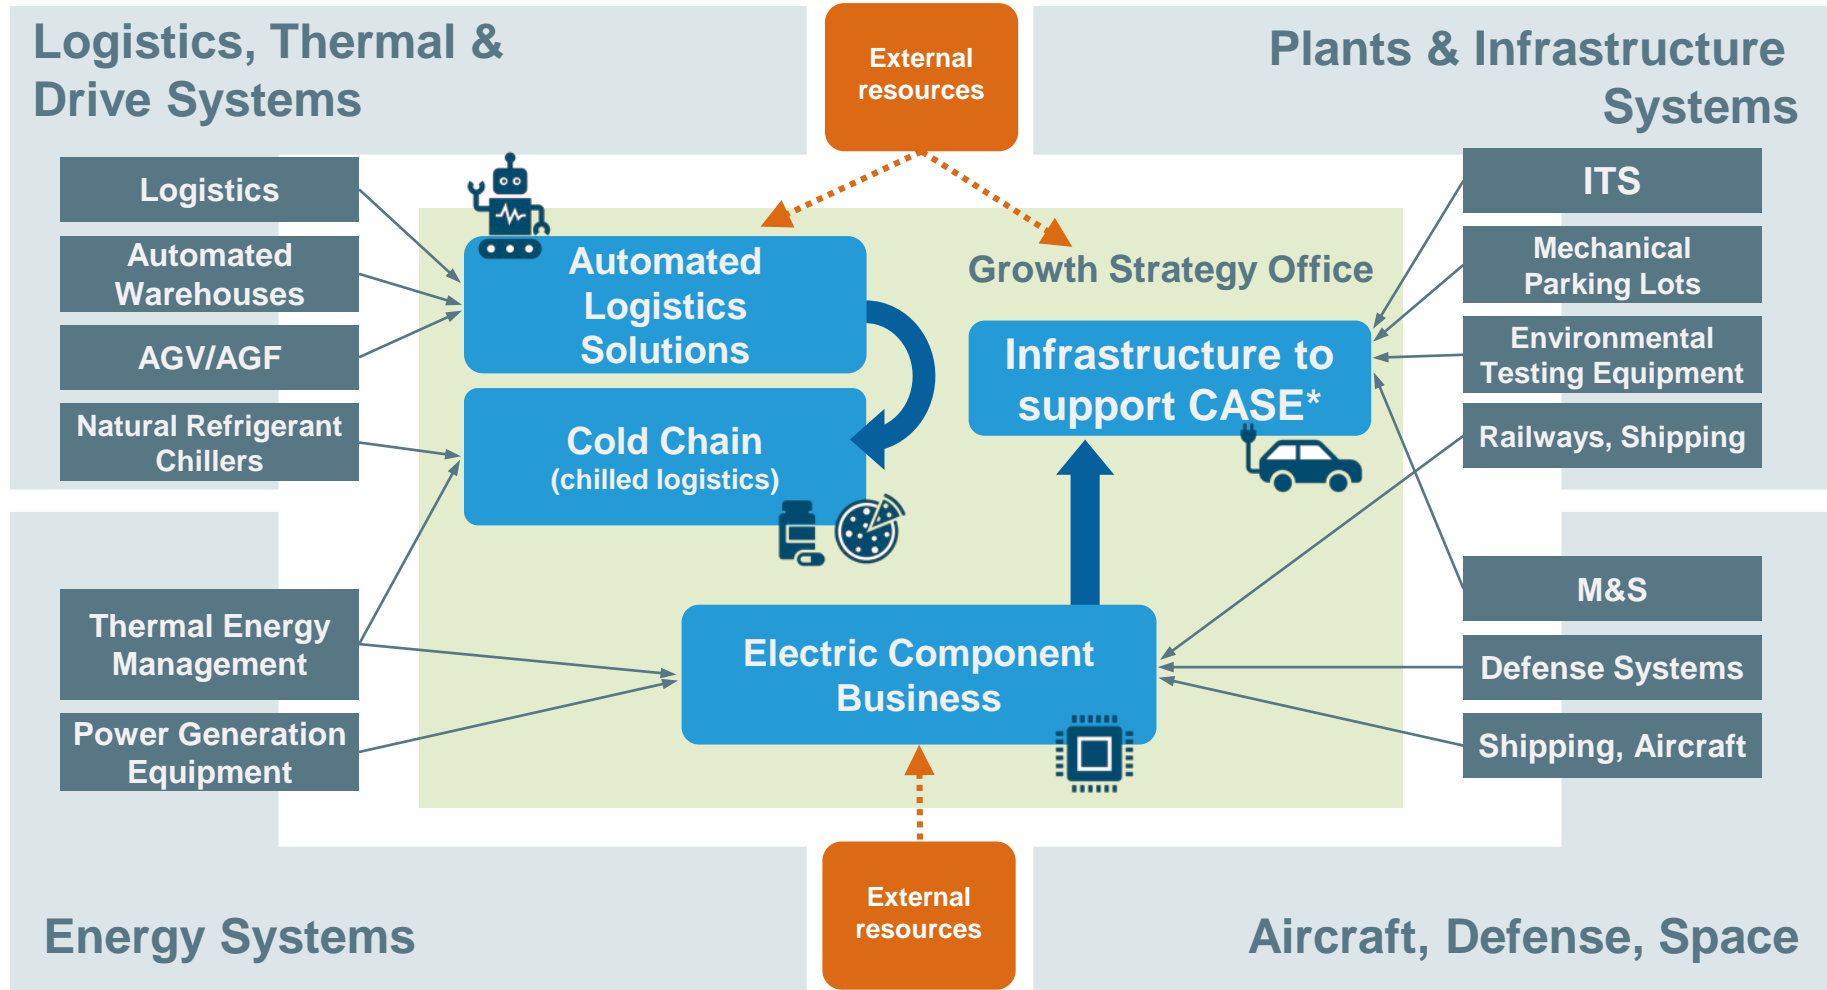 Logistics, Thermal &
Drive Systems
External
resources
Plants & Infrastructure
Systems
Logistics
Automated
Warehouses
AGV/AGF
Natural Refrigerant
Chillers
Automated
Logistics
Solutions
Cold Chain
(chilled logistics)
Growth Strategy Office
Infrastructure to
support CASE*
ITS
Mechanical
Parking Lots
Environmental
Testing Equipment
Railways, Shipping
Thermal Energy
Management
Power Generation
Equipment
Electric Component
Business
M&S
Defense Systems
Shipping, Aircraft
Energy Systems
External
resources
Aircraft, Defense, Space